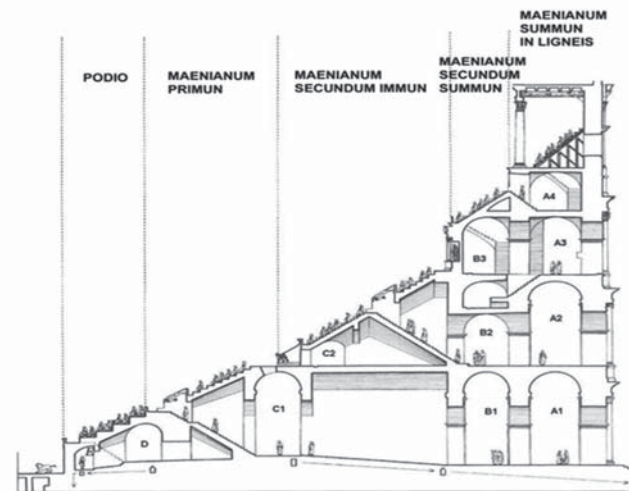 PODIO
MAENIANUM
PRIMUN
MAENIANUM
SECUNDUM IMMUN
MAENIANUM
SECUNDUM
SUMMUN
MAENIANUM
SUMMUN
IN LIGNEIS
A4
B3
A3
C2
B2
A2
D
C1
B1
A1